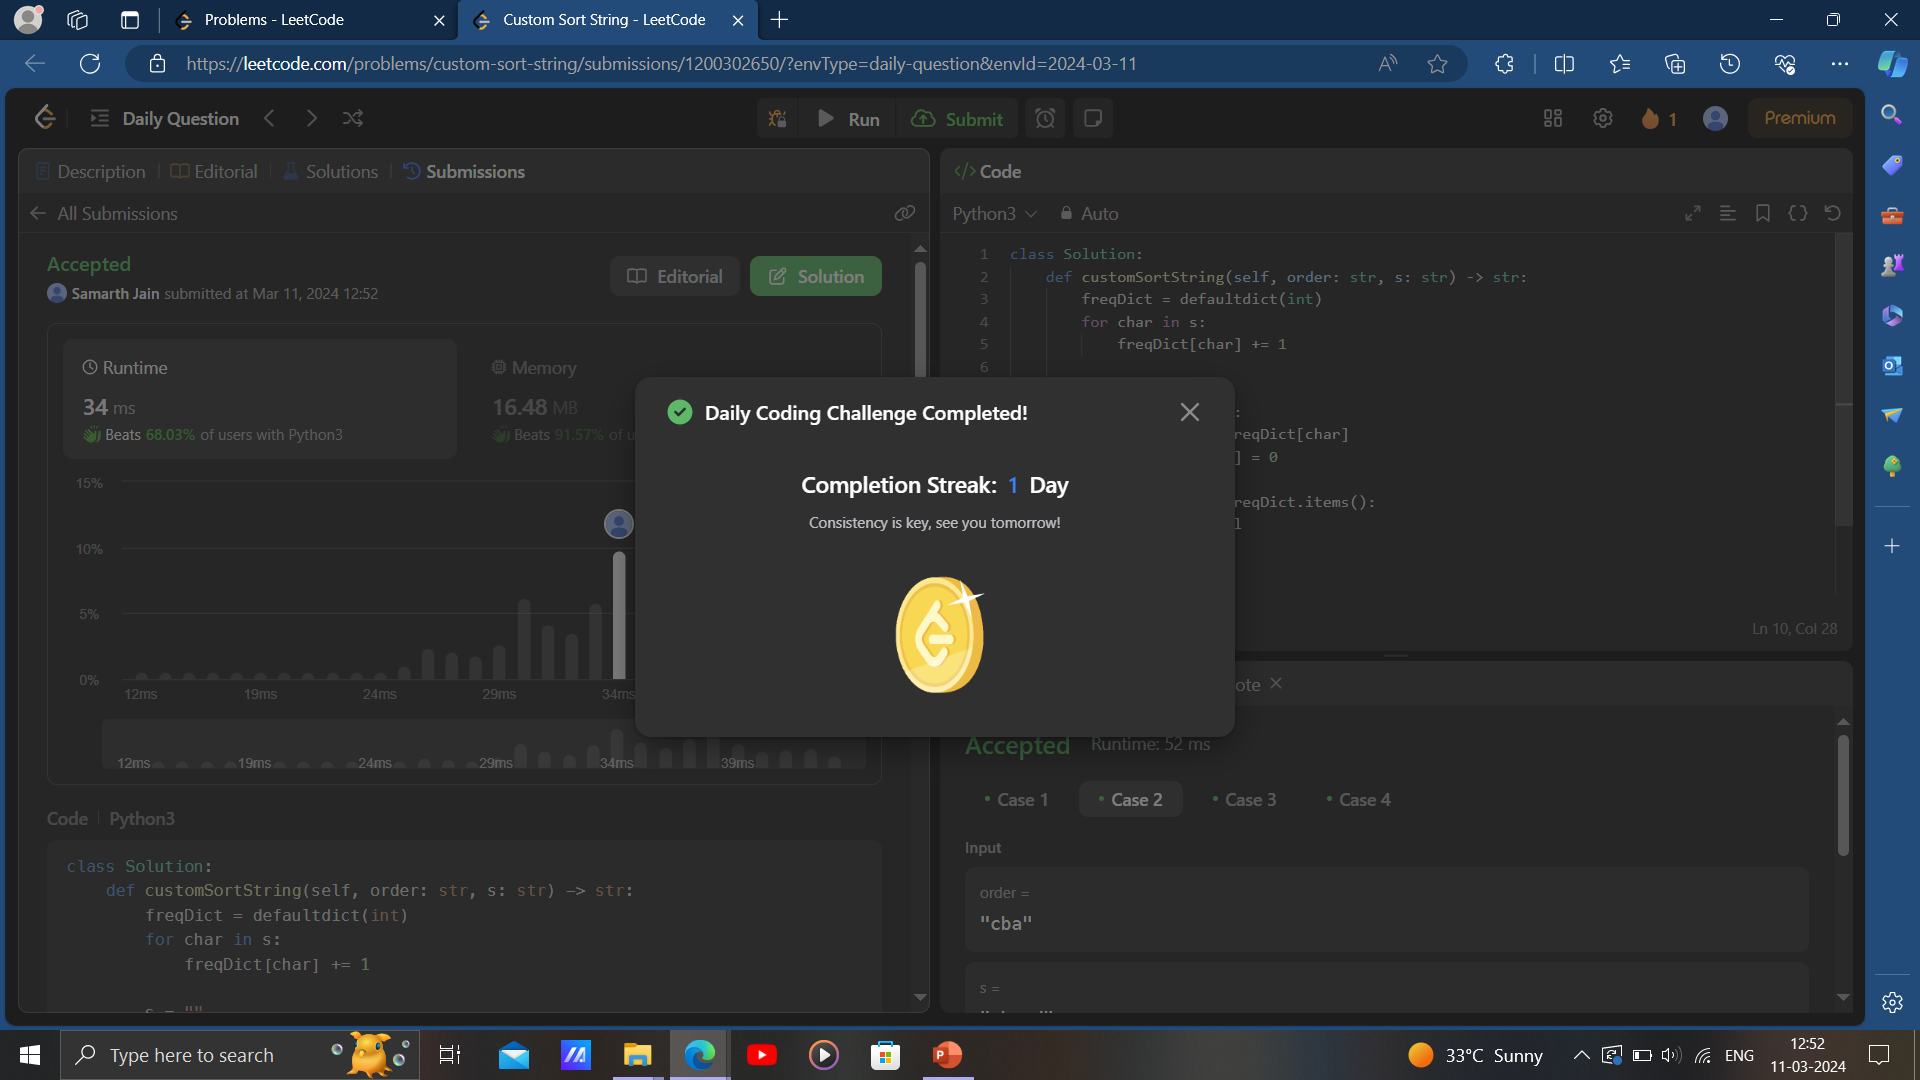 Problems - LeetCode
Custom Sort String - LeetCode
https://leetcode.com/problems/custom-sort-string/submissions/1200302650/?envType=daily-question&envId=2024-03-11
Daily Question
Run
Submit
1
Premium
Description
Editorial
Solutions
Submissions
All Submissions
Accepted
Samarth Jain submitted at Mar 11, 2024 12:52
Editorial
Solution
Runtime
34 ms
Beats 68.03% of users with Python3
Memory
16.48 MB
Beats 91.57% of u
15%
10%
5%
0%
12ms
19ms
24ms
29ms
34ms
12ms
19ms
24ms
29ms
34ms
39ms
Code
Python3
class Solution:
def customSortString(self, order: str, s: str) -> str:
freqDict = defaultdict(int)
for char in s:
freqDict[char] += 1
Daily Coding Challenge Completed!
Completion Streak: 1 Day
Consistency is key, see you tomorrow!
</> Code
Python3
Auto
1 class Solution:
2 def customSortString(self, order: str, s: str) -> str:
3 freqDict = defaultdict(int)
4 for char in s:
5 freqDict[char] += 1
6
:
reqDict[char]
] = 0
reqDict.items():
l
Ln 10, Col 28
ote
Accepted
Runtime: 52 ms
Case 1
Case 2
Case 3
Case 4
Input
order =
"cba"
s =
Type here to search
33°C Sunny
ENG
12:52
11-03-2024